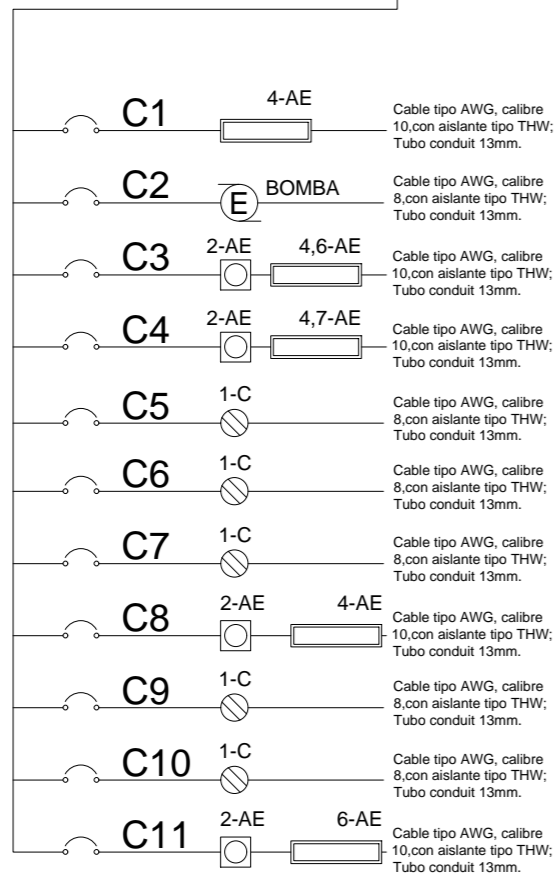 C1
4-AE
Cable tipo AWG, calibre
10,con aislante tipo THW;
Tubo conduit 13mm.
C2
E
BOMBA
Cable tipo AWG, calibre
8,con aislante tipo THW;
Tubo conduit 13mm.
C3
2-AE
4,6-AE
Cable tipo AWG, calibre
10,con aislante tipo THW;
Tubo conduit 13mm.
C4
2-AE
4,7-AE
Cable tipo AWG, calibre
10,con aislante tipo THW;
Tubo conduit 13mm.
C5
1-C
Cable tipo AWG, calibre
8,con aislante tipo THW;
Tubo conduit 13mm.
C6
1-C
Cable tipo AWG, calibre
8,con aislante tipo THW;
Tubo conduit 13mm.
C7
1-C
Cable tipo AWG, calibre
8,con aislante tipo THW;
Tubo conduit 13mm.
C8
2-AE
4-AE
Cable tipo AWG, calibre
10,con aislante tipo THW;
Tubo conduit 13mm.
C9
1-C
Cable tipo AWG, calibre
8,con aislante tipo THW;
Tubo conduit 13mm.
C10
1-C
Cable tipo AWG, calibre
8,con aislante tipo THW;
Tubo conduit 13mm.
C11
2-AE
6-AE
Cable tipo AWG, calibre
10,con aislante tipo THW;
Tubo conduit 13mm.